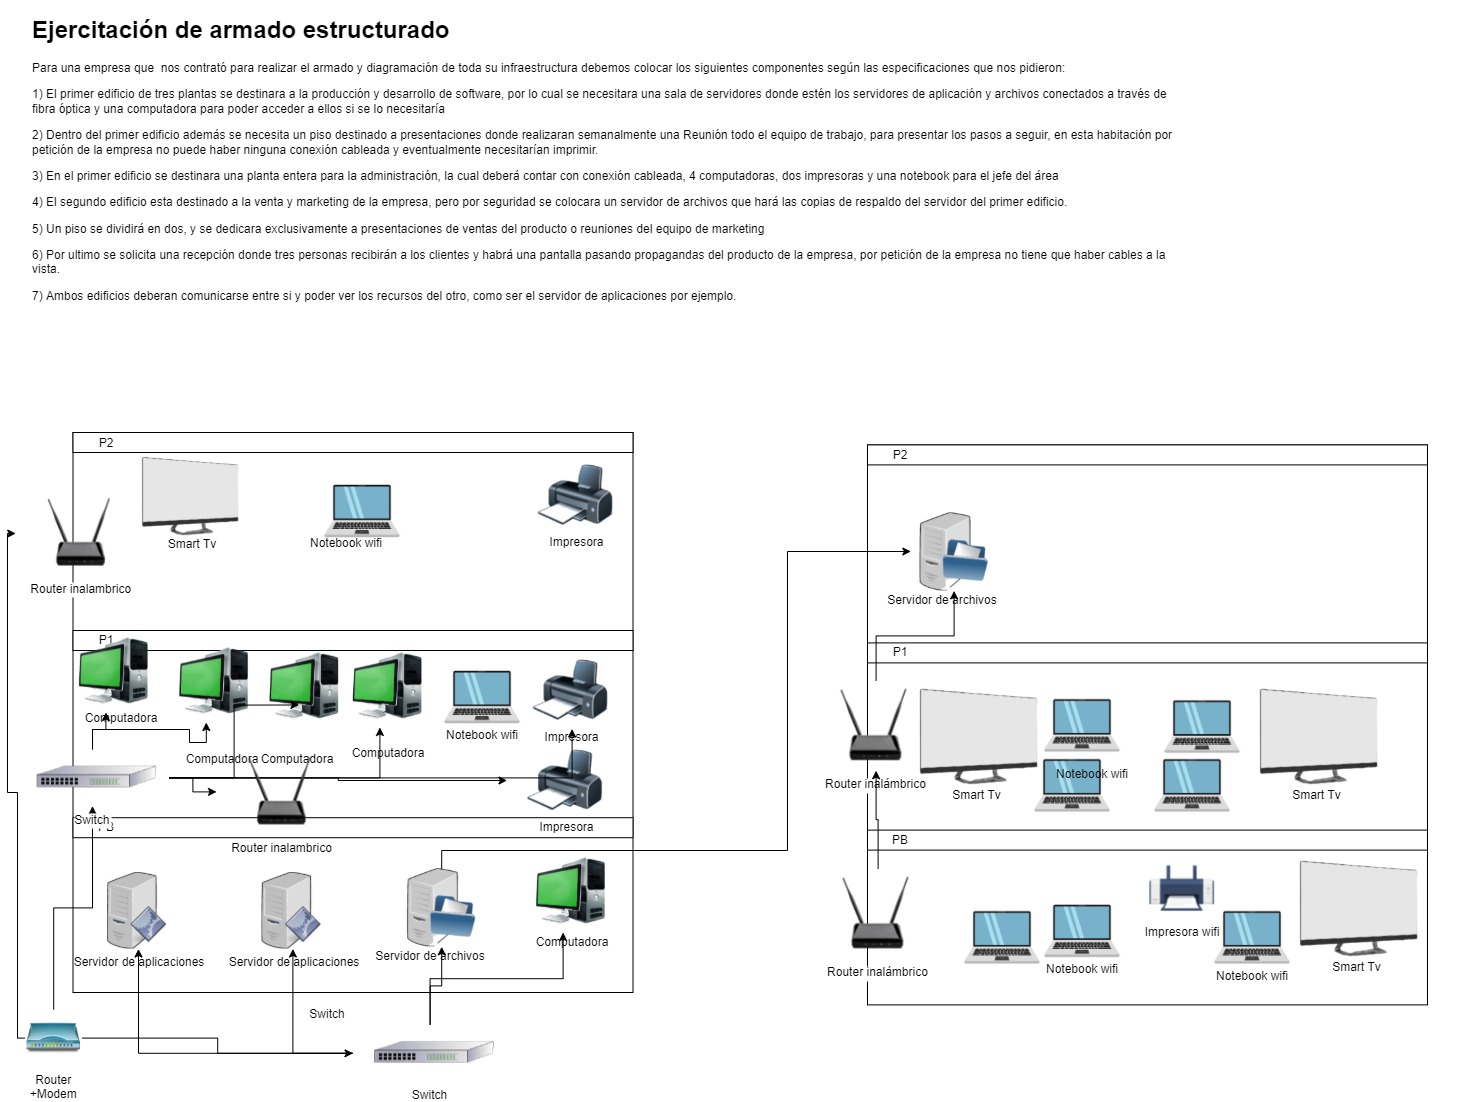 Ejercitación de armado estructurado
Para una empresa que  nos contrató para realizar el armado y diagramación de toda su infraestructura debemos colocar los siguientes componentes según las especificaciones que nos pidieron:
1) El primer edificio de tres plantas se destinara a la producción y desarrollo de software, por lo cual se necesitara una sala de servidores donde estén los servidores de aplicación y archivos conectados a través de
fibra óptica y una computadora para poder acceder a ellos si se lo necesitaría
2) Dentro del primer edificio además se necesita un piso destinado a presentaciones donde realizaran semanalmente una Reunión todo el equipo de trabajo, para presentar los pasos a seguir, en esta habitación por
petición de la empresa no puede haber ninguna conexión cableada y eventualmente necesitarían imprimir.
3) En el primer edificio se destinara una planta entera para la administración, la cual deberá contar con conexión cableada, 4 computadoras, dos impresoras y una notebook para el jefe del área
4) El segundo edificio esta destinado a la venta y marketing de la empresa, pero por seguridad se colocara un servidor de archivos que hará las copias de respaldo del servidor del primer edificio.
5) Un piso se dividirá en dos, y se dedicara exclusivamente a presentaciones de ventas del producto o reuniones del equipo de marketing
6) Por ultimo se solicita una recepción donde tres personas recibirán a los clientes y habrá una pantalla pasando propagandas del producto de la empresa, por petición de la empresa no tiene que haber cables a la
vista.
7) Ambos edificios deberan comunicarse entre si y poder ver los recursos del otro, como ser el servidor de aplicaciones por ejemplo.
P2
Smart Tv
Notebook wifi
Impresora
Router inalambrico
P1
Computadora
Computadora
Computadora
Computadora
Notebook wifi
Impresora
Switch
Impresora
Router inalambrico
Servidor de aplicaciones
Servidor de aplicaciones
Servidor de archivos
Computadora
Switch
Router
+Modem
Switch
P2
Servidor de archivos
P1
Router inalámbrico
Smart Tv
Notebook wifi
Smart Tv
PB
Router inalámbrico
Notebook wifi
Impresora wifi
Notebook wifi
Smart Tv